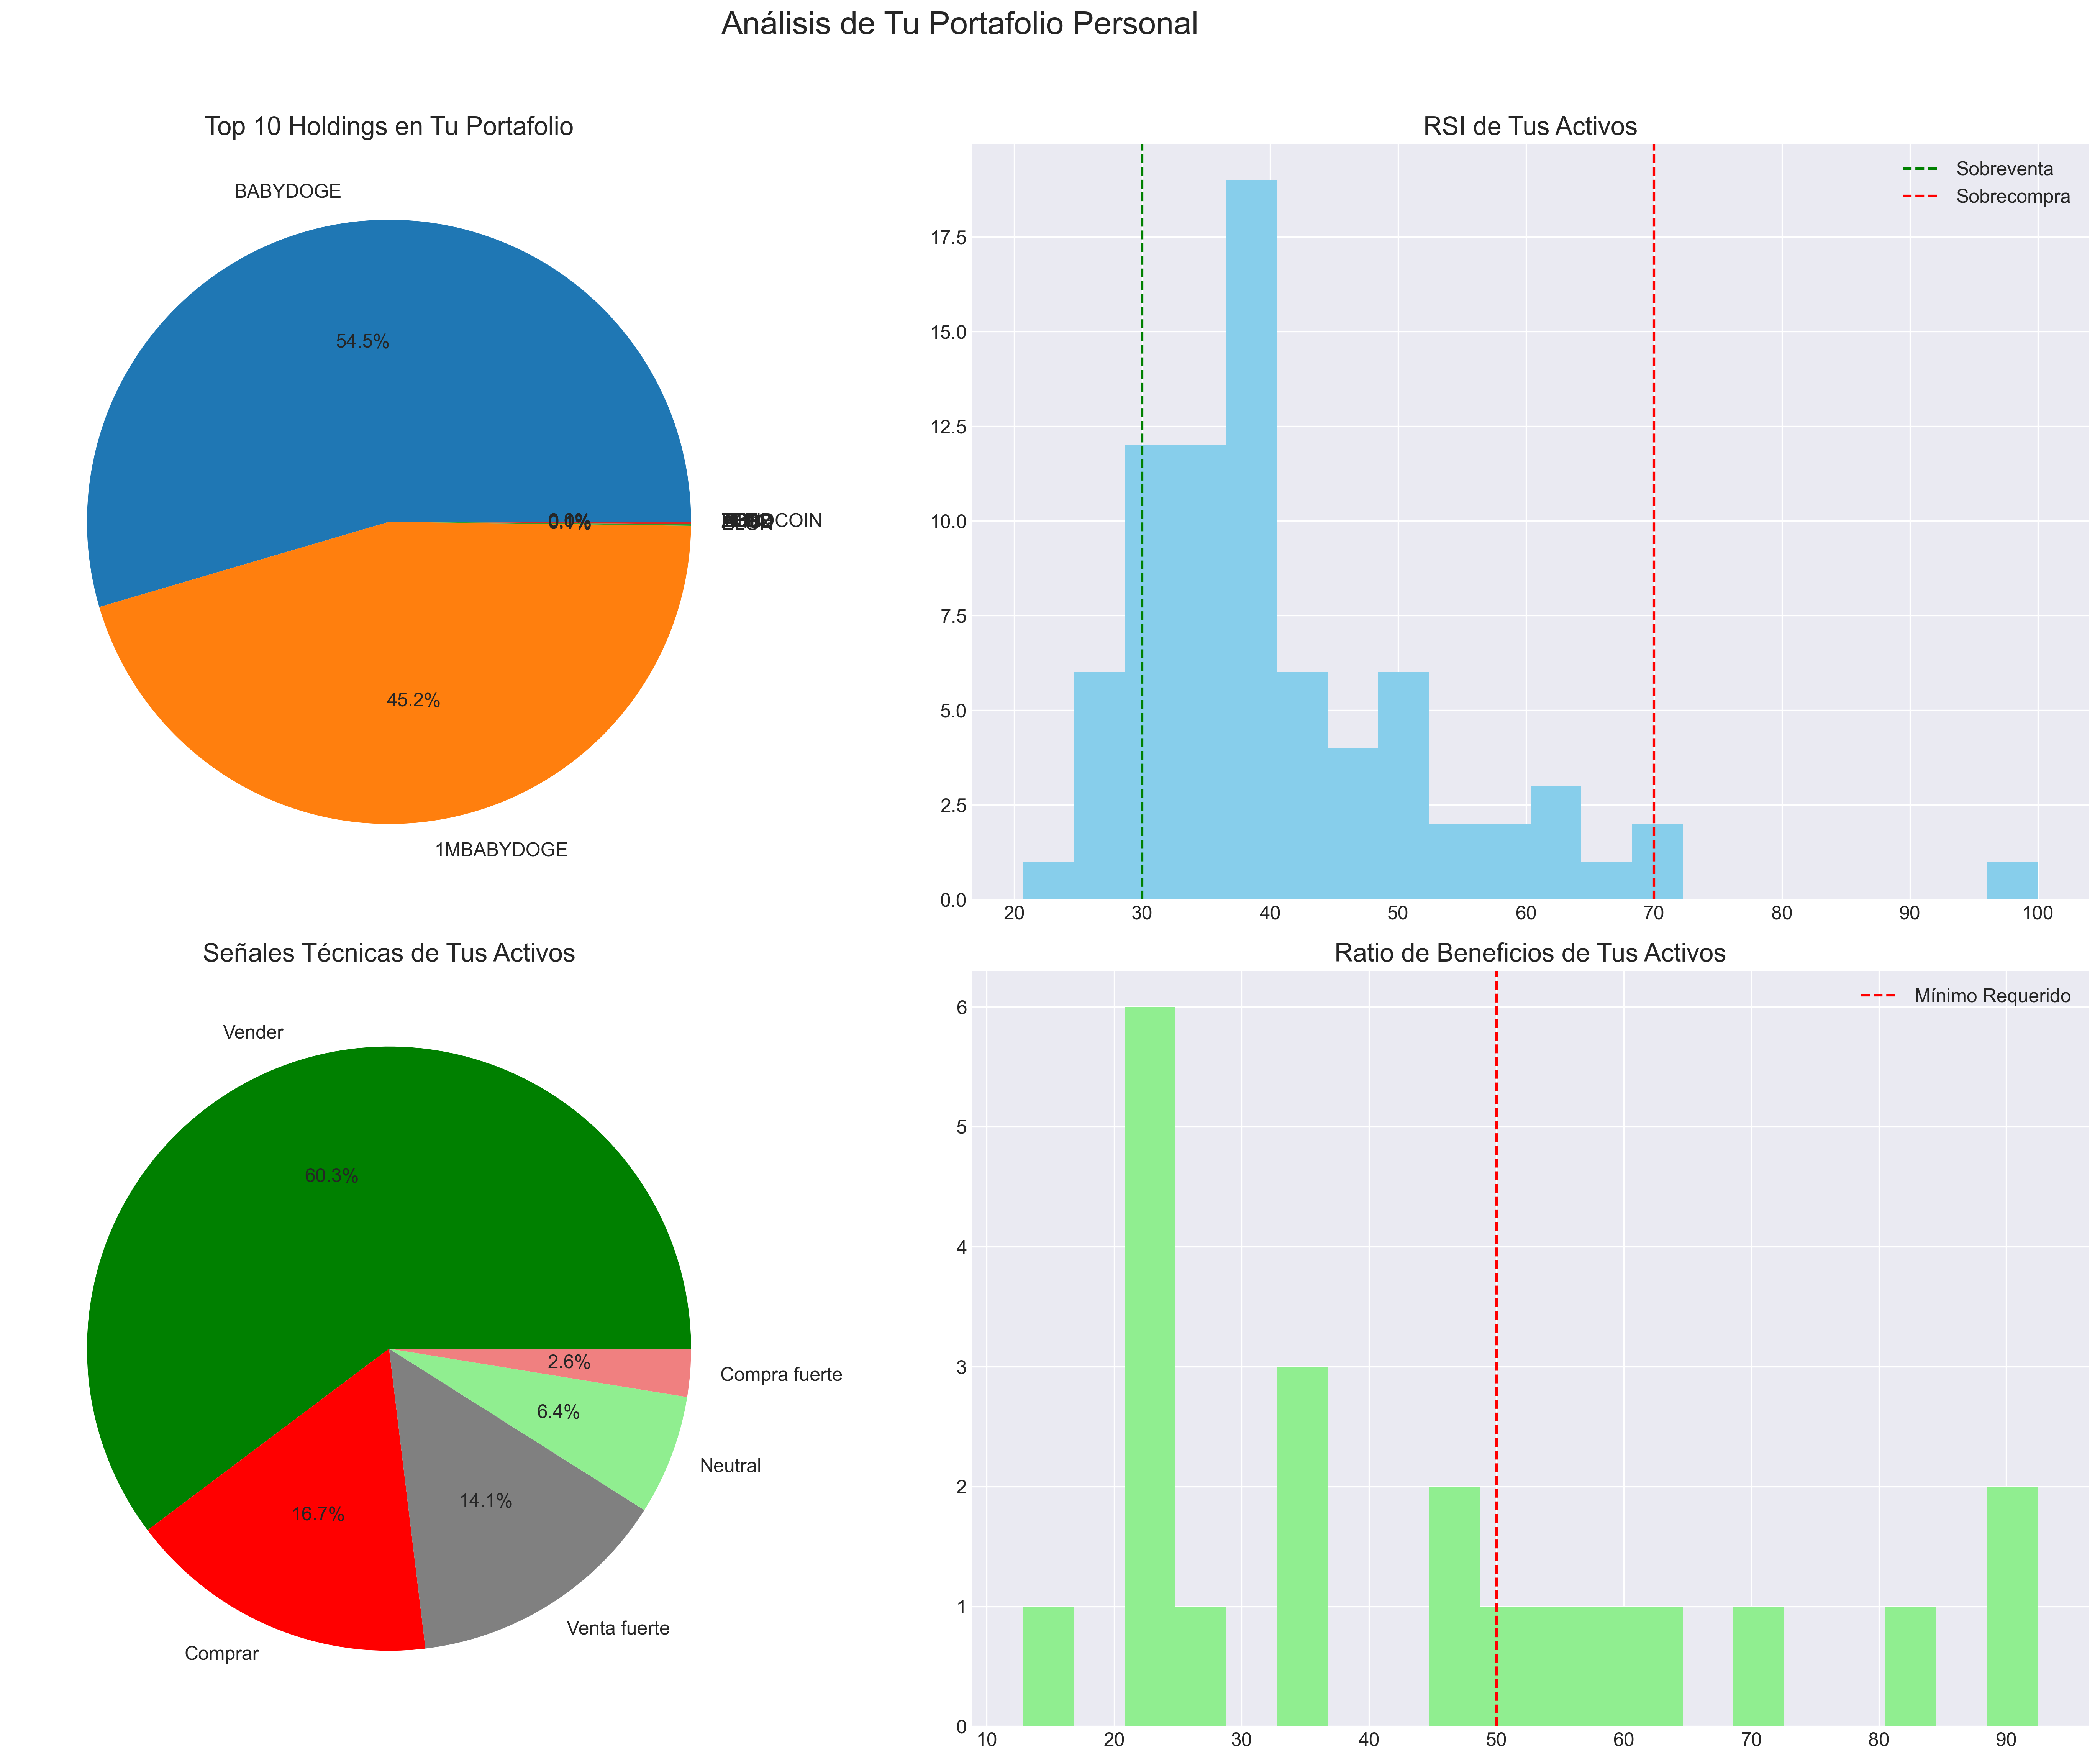 Análisis de Tu Portafolio Personal
Top 10 Holdings en Tu Portafolio
BABYDOGE
54.5%
45.2%
1MBABYDOGE
RSI de Tus Activos
Sobreventa
Sobrecompra
17.5
15.0
12.5
10.0
7.5
5.0
2.5
0.0
20 30 40 50 60 70 80 90 100
Señales Técnicas de Tus Activos
Vender
60.3%
2.6%
Compra fuerte
6.4%
Neutral
14.1%
16.7%
Venta fuerte
Comprar
Ratio de Beneficios de Tus Activos
Mínimo Requerido
6
5
4
3
2
1
0
10 20 30 40 50 60 70 80 90